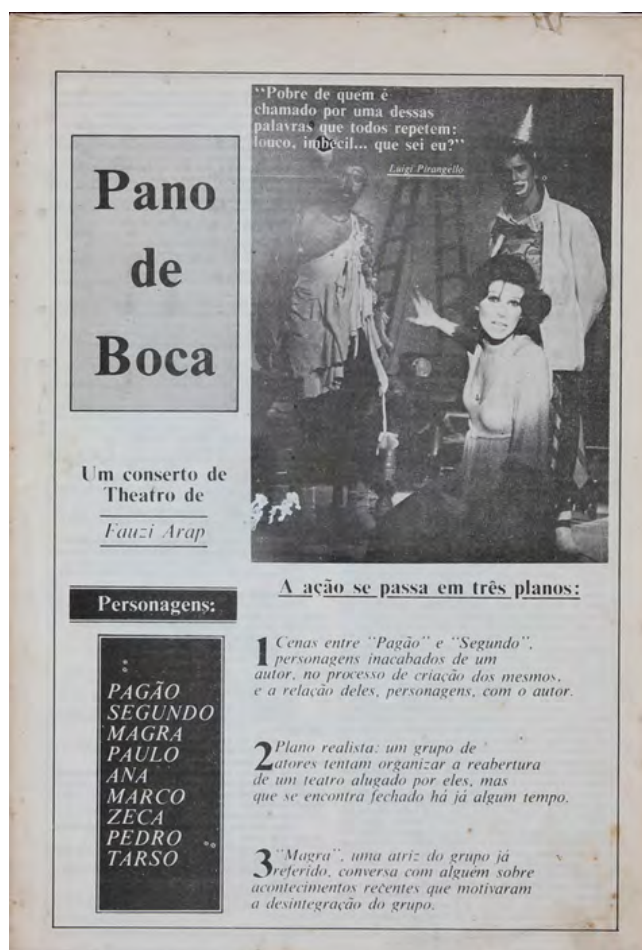 "Pobre de quem é
chamado por uma dessas
palavras que todos repetem:
louco, imbecil... que sei eu?"
Luigi Pirangello
Pano
de
Boca
Um conserto de
Theatro de
Fauzi Arap
Personagens:
PAGÃO
SEGUNDO
MAGRA
PAULO
ANA
MARCO
ZECA
PEDRO
TARSO
A ação se passa em três planos:
1 Cenas entre "Pagão" e "Segundo",
personagens inacabados de um
autor, no processo de criação dos mesmos,
e a relação deles, personagens, com o autor.
2 Plano realista: um grupo de
atores tentam organizar a reabertura
de um teatro alugado por eles, mas
que se encontra fechado há já algum tempo.
3 "Magra", uma atriz do grupo já
referido, conversa com alguém sobre
acontecimentos recentes que motivaram
a desintegração do grupo.